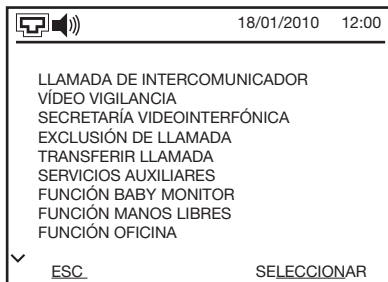 18/01/2010 12:00
LLAMADA DE INTERCOMUNICADOR
VÍDEO VIGILANCIA
SECRETARÍA VIDEOINTERFÓNICA
EXCLUSIÓN DE LLAMADA
TRANSFERIR LLAMADA
SERVICIOS AUXILIARES
FUNCIÓN BABY MONITOR
FUNCIÓN MANOS LIBRES
FUNCIÓN OFICINA
ESC SELECCIONAR